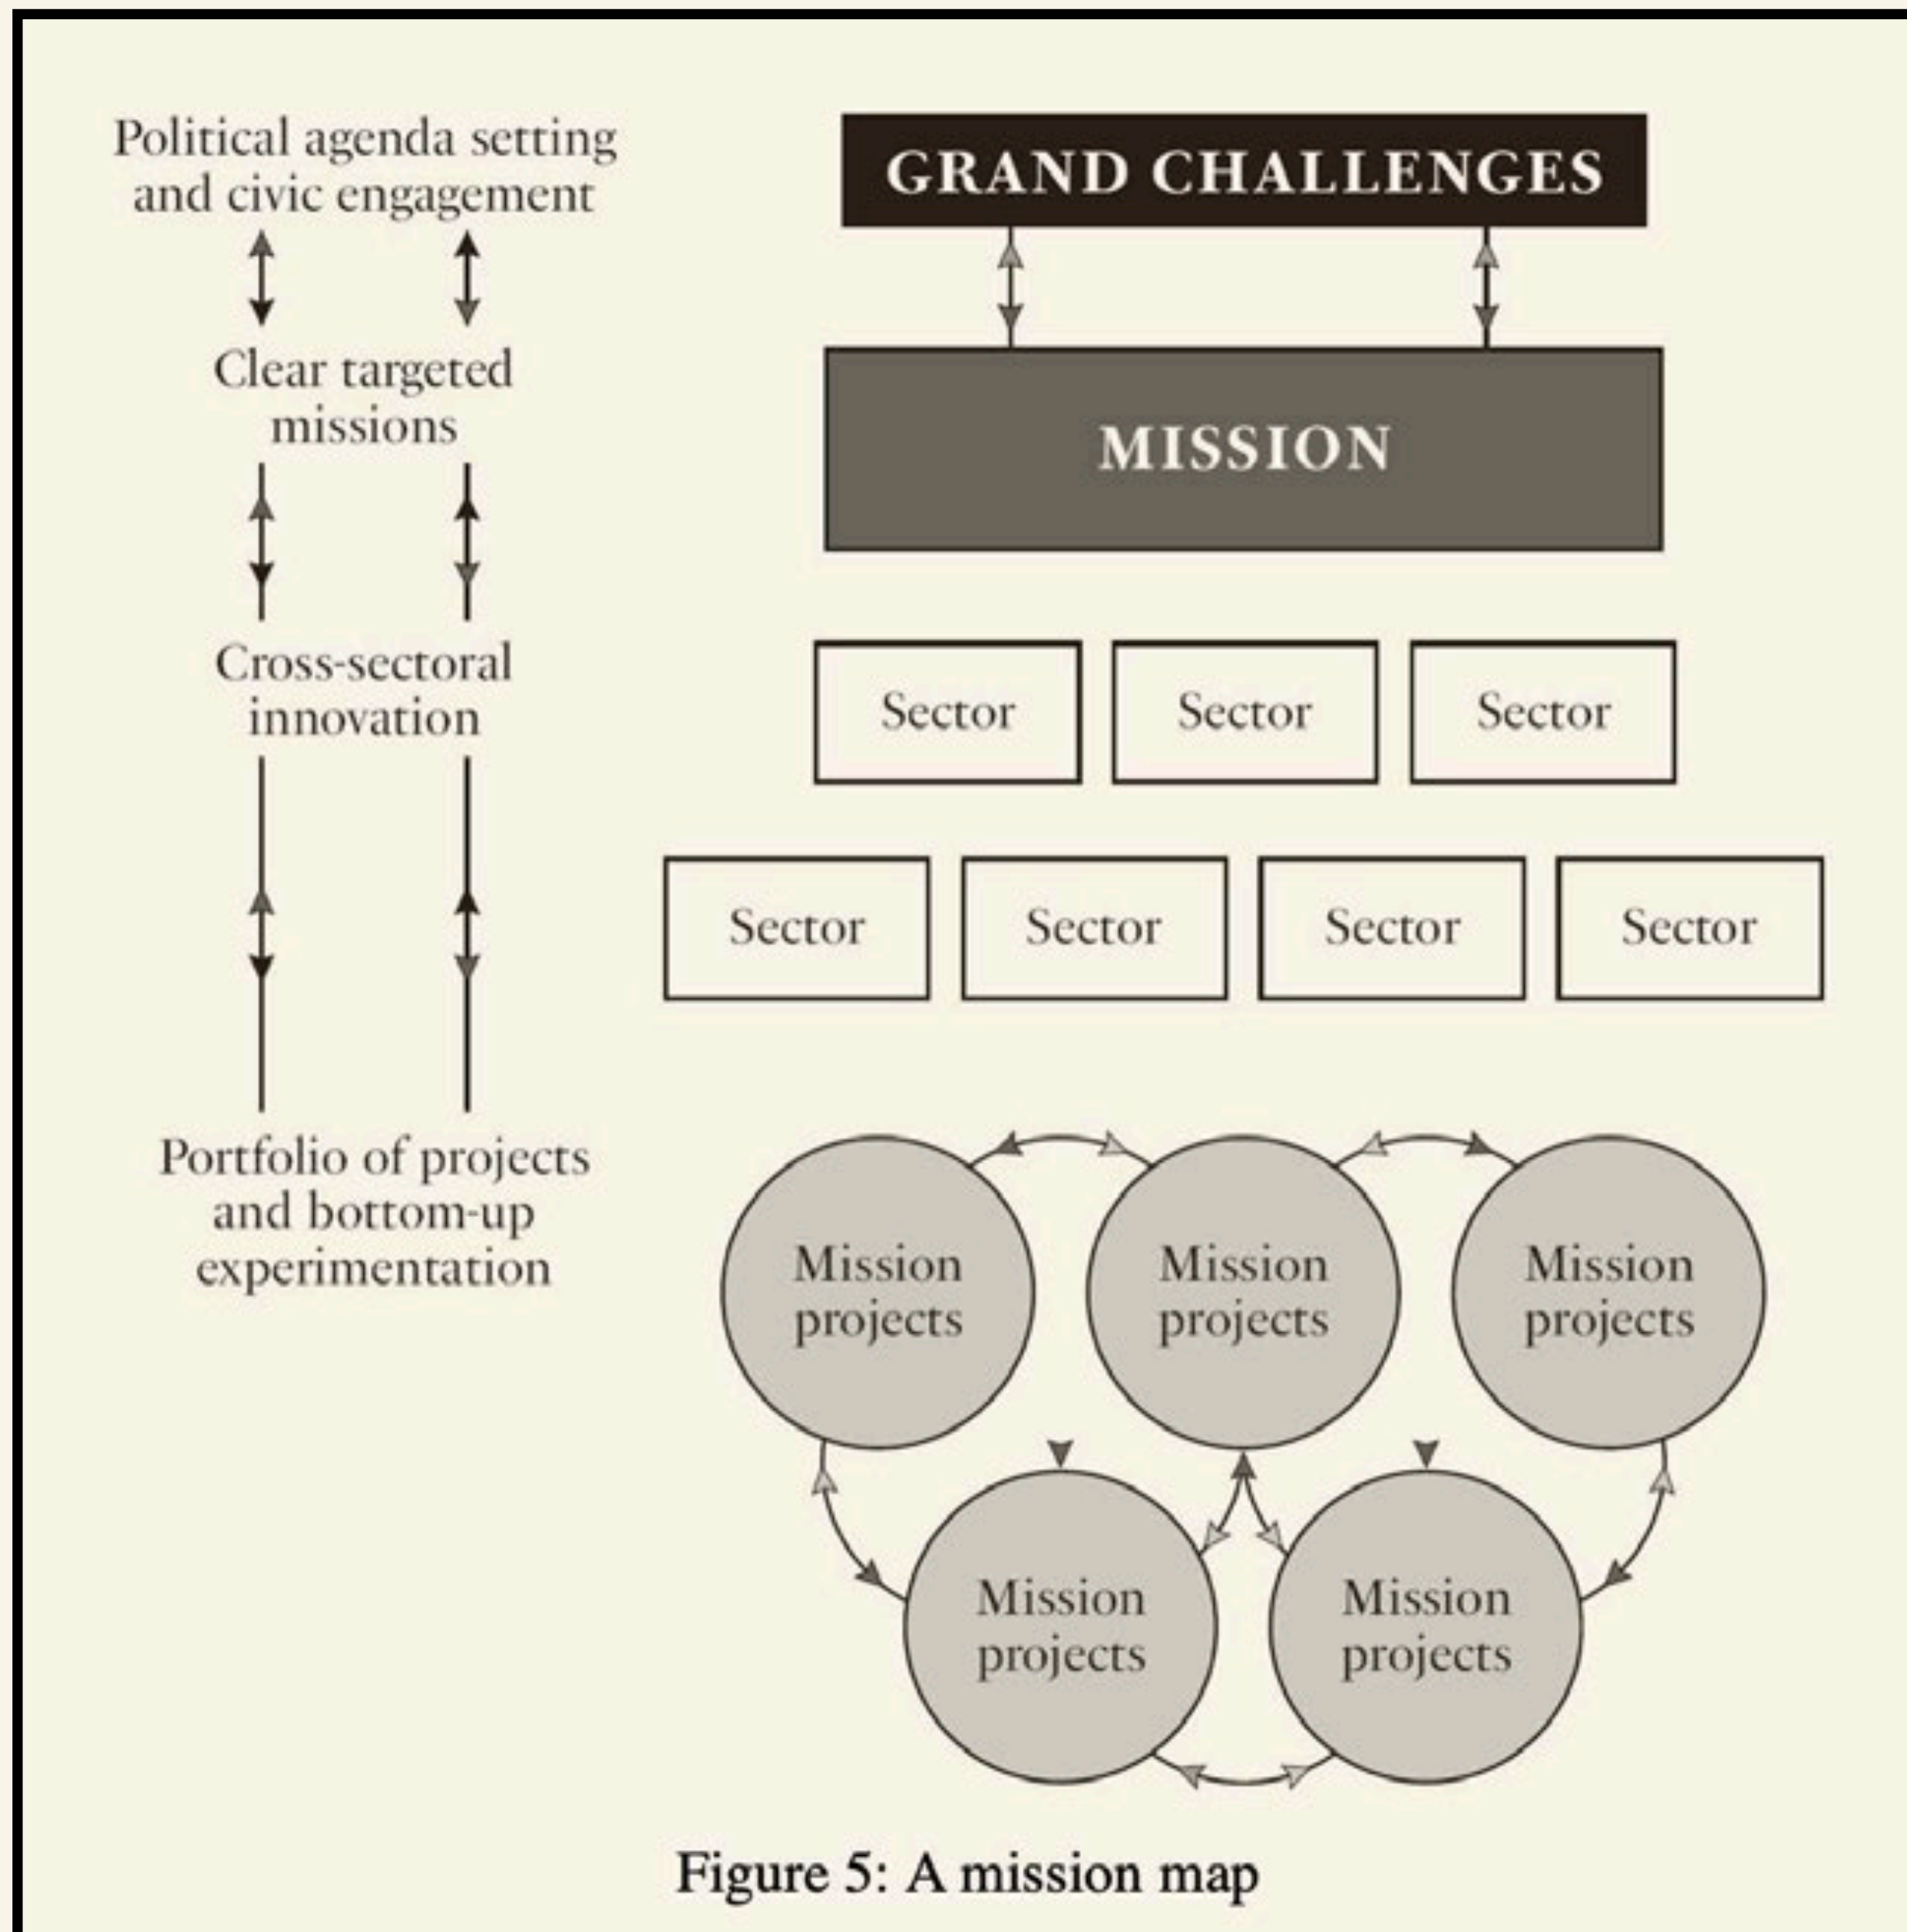 Political agenda setting
and civic engagement
GRAND CHALLENGES
Clear targeted
missions
MISSION
Cross-sectoral
innovation
Sector
Sector
Sector
Sector
Sector
Sector
Sector
Portfolio of projects
and bottom-up
experimentation
Mission
projects
Mission
projects
Mission
projects
Mission
projects
Mission
projects
Figure 5: A mission map